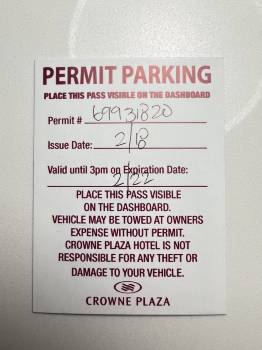 PERMIT PARKING
PLACE THIS PASS VISIBLE ON THE DASHBOARD
Permit # 69931820
Issue Date: 2/18
Valid until 3pm on Expiration Date:
2/22
PLACE THIS PASS VISIBLE
ON THE DASHBOARD.
VEHICLE MAY BE TOWED AT OWNERS
EXPENSE WITHOUT PERMIT.
CROWNE PLAZA HOTEL IS NOT
RESPONSIBLE FOR ANY THEFT OR
DAMAGE TO YOUR VEHICLE.
CROWNE PLAZA